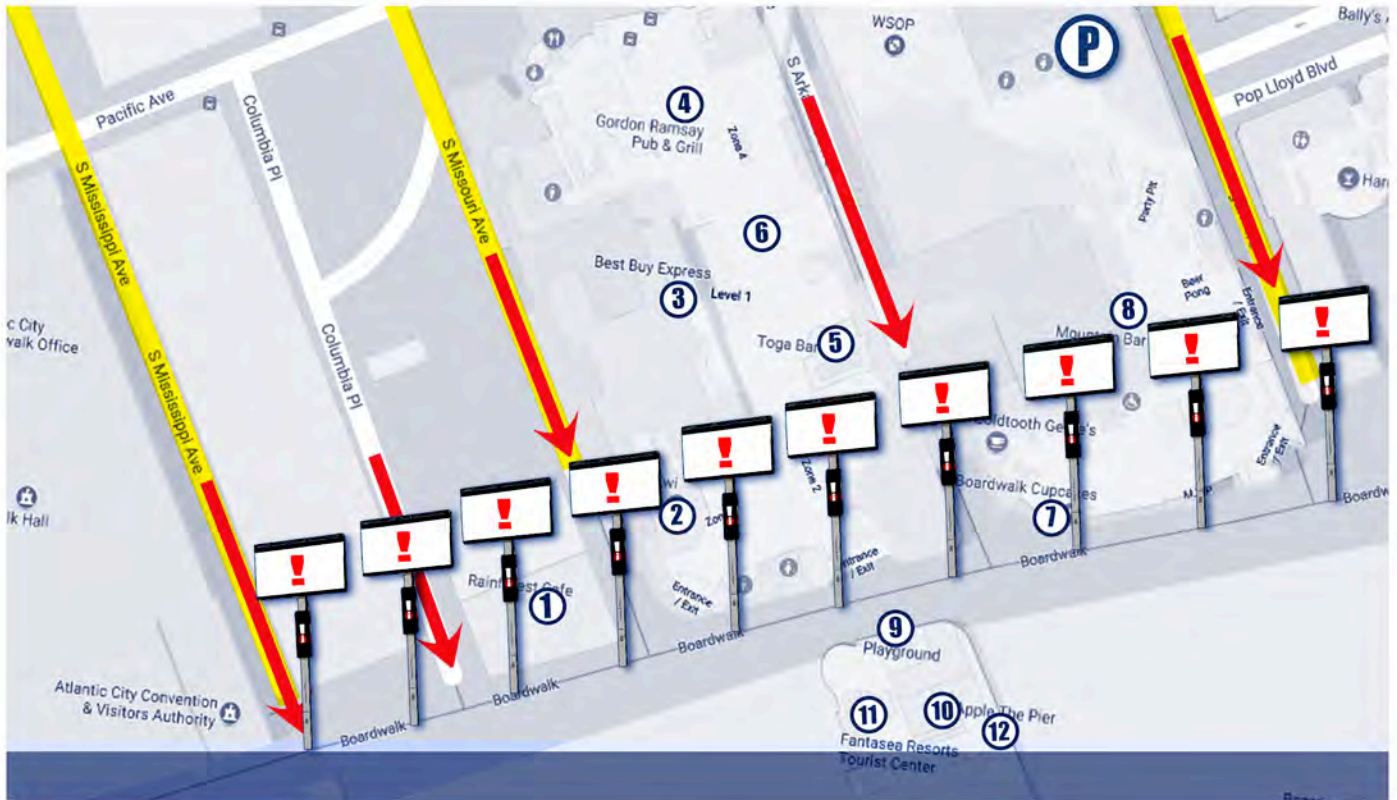 WSOP
Bally's
P
Pacific Ave
Columbia Pl
S Mississippi Ave
S Missouri Ave
S Arka
Pop Lloyd Blvd
4
Gordon Ramsay
Pub & Grill
Zone 4
Party Pit
6
Best Buy Express
3
Level 1
Beer
Pong
Entrance
/ Exit
8
Mountain Bar
Toga Bar
5
c City
walk Office
S Mississippi Ave
Columbia Pl
!
!
!
!
!
!
!
!
!
!
Goldtooth Gertie's
Entrance
/ Exit
Boardwalk Cupcakes
7
Zone 2
2
lk Hall
Rainforest Cafe
1
Entrance
/ Exit
Entrance
/ Exit
Boardwalk
Boardwalk
Boardwalk
Boardwalk
Boardw
9
Playground
Atlantic City Convention
& Visitors Authority
11
10
Apple The Pier
12
Fantasea Resorts
Tourist Center